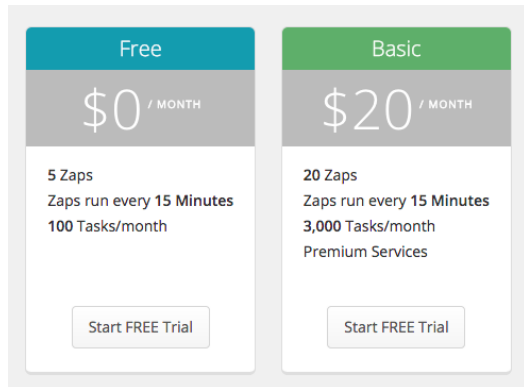 Free
$0 / MONTH
5 Zaps
Zaps run every 15 Minutes
100 Tasks/month
Start FREE Trial
Basic
$20 / MONTH
20 Zaps
Zaps run every 15 Minutes
3,000 Tasks/month
Premium Services
Start FREE Trial